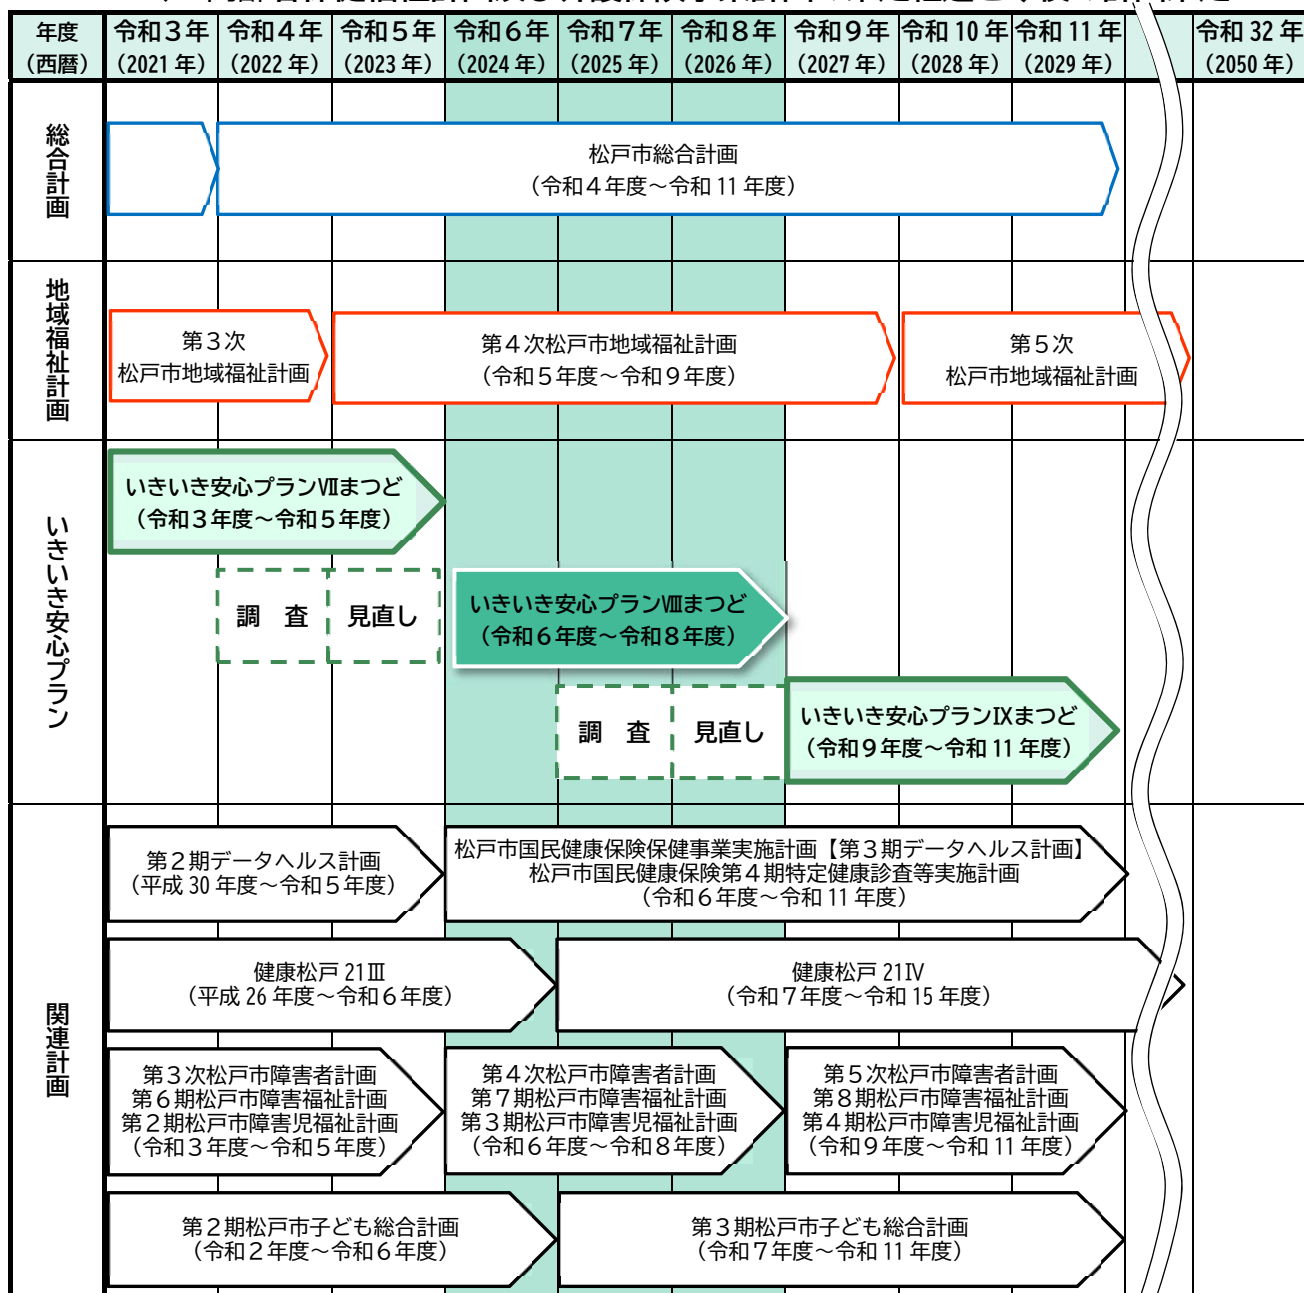 年度
（西暦）
令和３年
（2021 年）
令和４年
（2022 年）
令和５年
（2023 年）
令和６年
（2024 年）
令和７年
（2025 年）
令和８年
（2026 年）
令和９年
（2027 年）
令和 10 年
（2028 年）
令和 11 年
（2029 年）
令和 32 年
（2050 年）
総合計画
松戸市総合計画
（令和４年度～令和 11 年度）
地域福祉計画
第３次
松戸市地域福祉計画
第４次松戸市地域福祉計画
（令和５年度～令和９年度）
第５次
松戸市地域福祉計画
いきいき安心プラン
いきいき安心プランⅦまつど
（令和３年度～令和５年度）
調　査
見直し
いきいき安心プランⅧまつど
（令和６年度～令和８年度）
調　査
見直し
いきいき安心プランⅨまつど
（令和９年度～令和 11 年度）
関連計画
第２期データヘルス計画
（平成 30 年度～令和５年度）
松戸市国民健康保険保健事業実施計画【第３期データヘルス計画】
松戸市国民健康保険第４期特定健康診査等実施計画
（令和６年度～令和 11 年度）
健康松戸 21Ⅲ
（平成 26 年度～令和６年度）
健康松戸 21Ⅳ
（令和７年度～令和 15 年度）
第３次松戸市障害者計画
第６期松戸市障害福祉計画
第２期松戸市障害児福祉計画
（令和３年度～令和５年度）
第４次松戸市障害者計画
第７期松戸市障害福祉計画
第３期松戸市障害児福祉計画
（令和６年度～令和８年度）
第５次松戸市障害者計画
第８期松戸市障害福祉計画
第４期松戸市障害児福祉計画
（令和９年度～令和 11 年度）
第２期松戸市子ども総合計画
（令和２年度～令和６年度）
第３期松戸市子ども総合計画
（令和７年度～令和 11 年度）